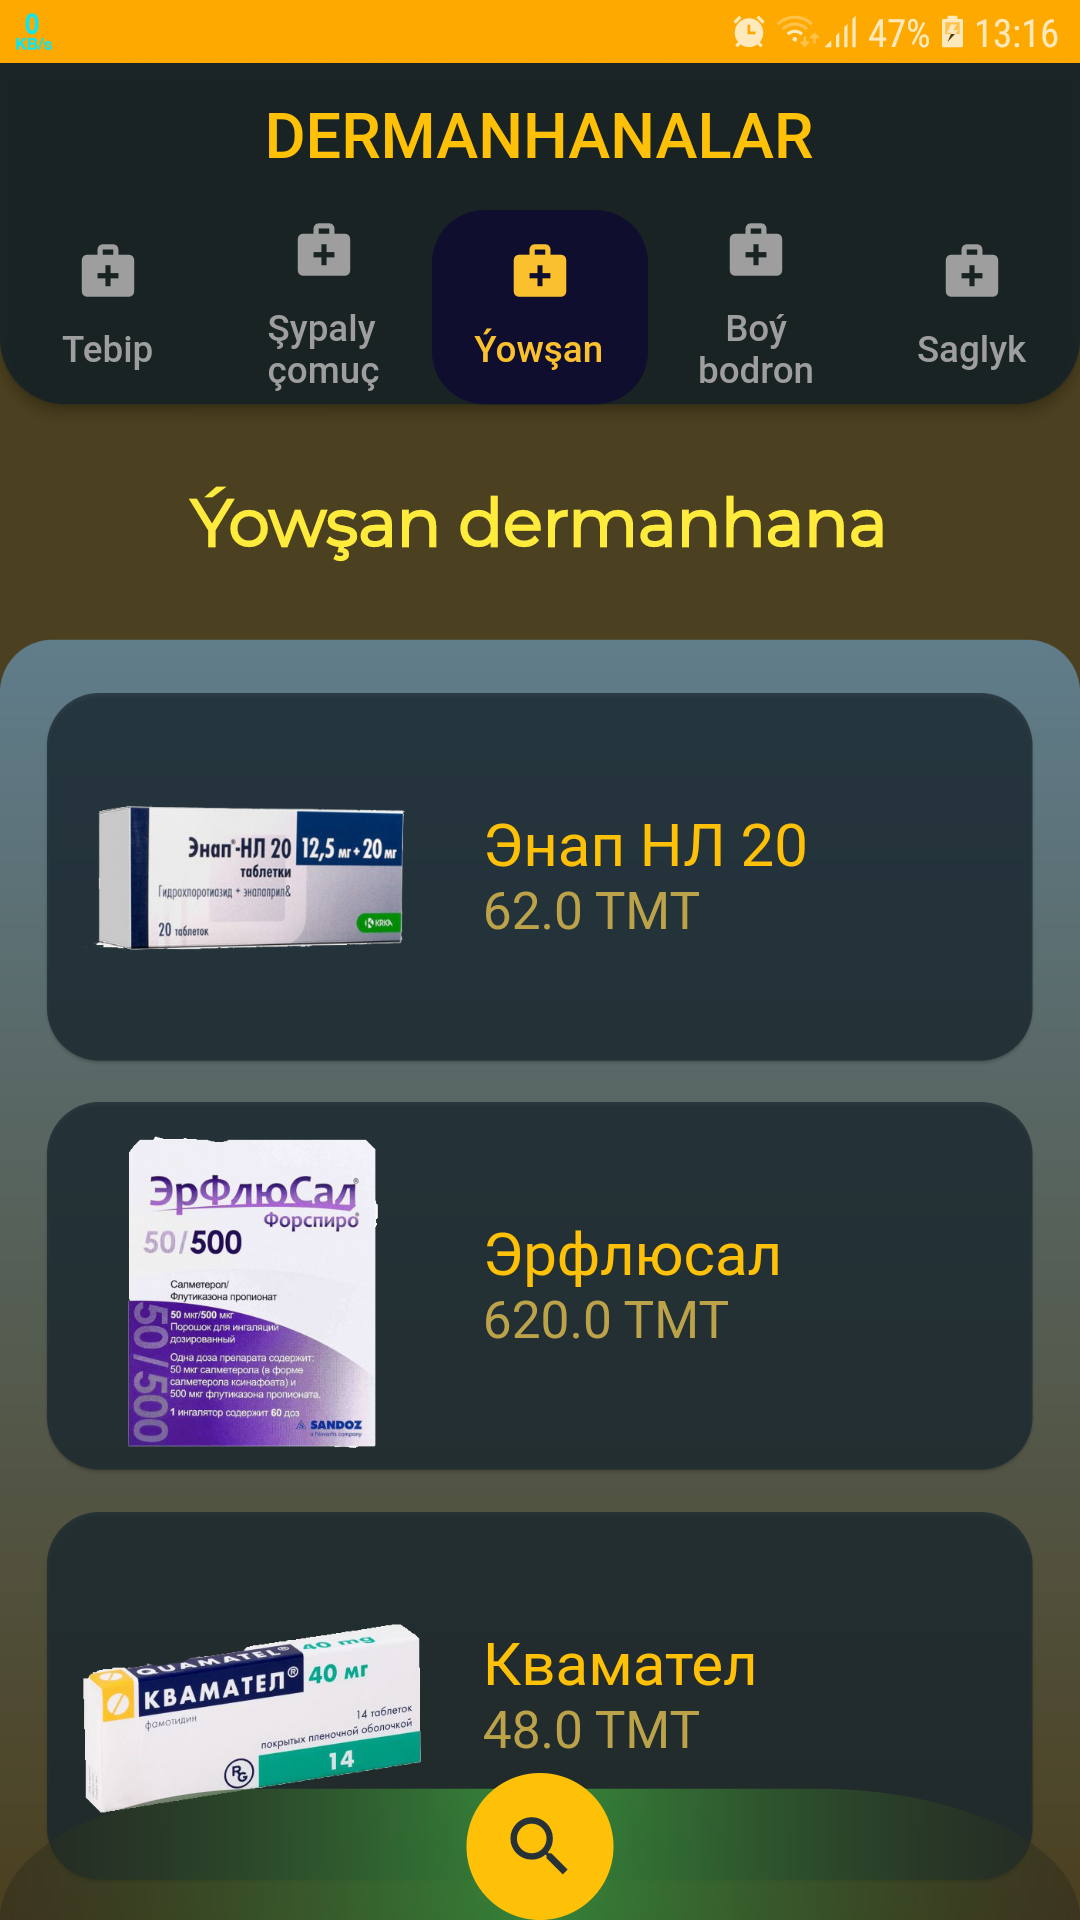 0
KB/s
47%
13:16
DERMANHANALAR
Tebip
Şypaly
çomuç
Ýowşan
Boý
bodron
Saglyk
Ýowşan dermanhana
Энап®-НЛ 20
12,5 мг + 20 мг
таблетки
Гидрохлоротиазид + эналаприл&
20 таблеток
KRKA
Энап НЛ 20
62.0 TMT
ЭрФлюСал®
Форспиро®
50/500
Салметерол/
Флутиказона пропионат
50 мкг/500 мкг
Порошок для ингаляций
дозированный
Одна доза препарата содержит:
50 мкг салметерола (в форме
салметерола ксинафоата) и
500 мкг флутиказона пропионата.
1 ингалятор содержит 60 доз
50/500
SANDOZ
a Novartis company
Эрфлюсал
620.0 TMT
QUAMATEL® 40 mg
КВАМАТЕЛ® 40 мг
фамотидин
14 таблеток
покрытых пленочной оболочкой
14
RG
Квамател
48.0 TMT